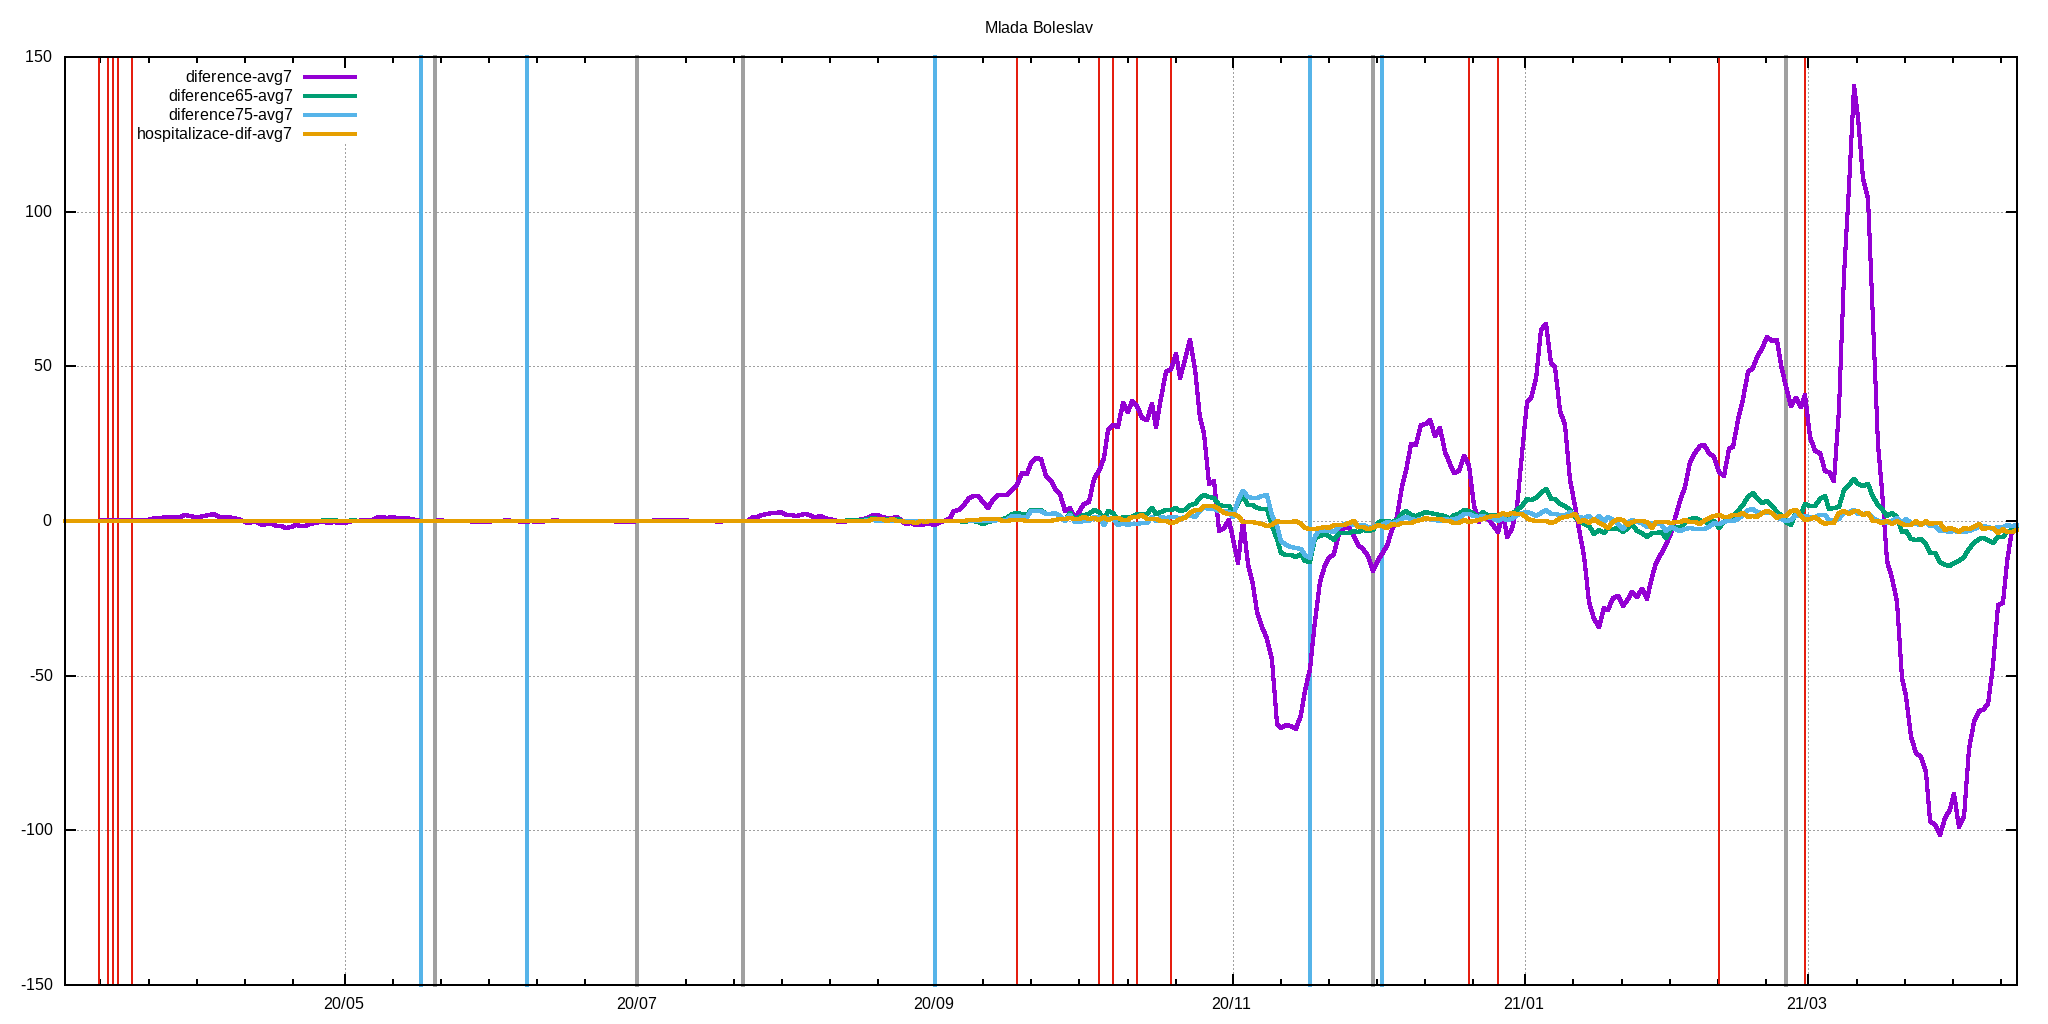 Mlada Boleslav
150
100
50
0
-50
-100
-150
diference-avg7
diference65-avg7
diference75-avg7
hospitalizace-dif-avg7
20/05
20/07
20/09
20/11
21/01
21/03